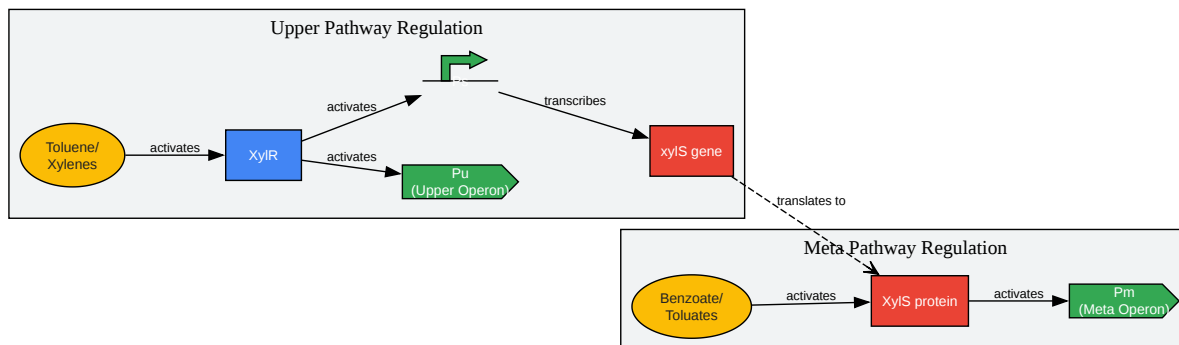 Upper Pathway Regulation
activates
transcribes
Toluene/
Xylenes
activates
XylR
xylS gene
activates
Pu
(Upper Operon)
translates to
Meta Pathway Regulation
Benzoate/
Toluates
activates
XylS protein
activates
Pm
(Meta Operon)